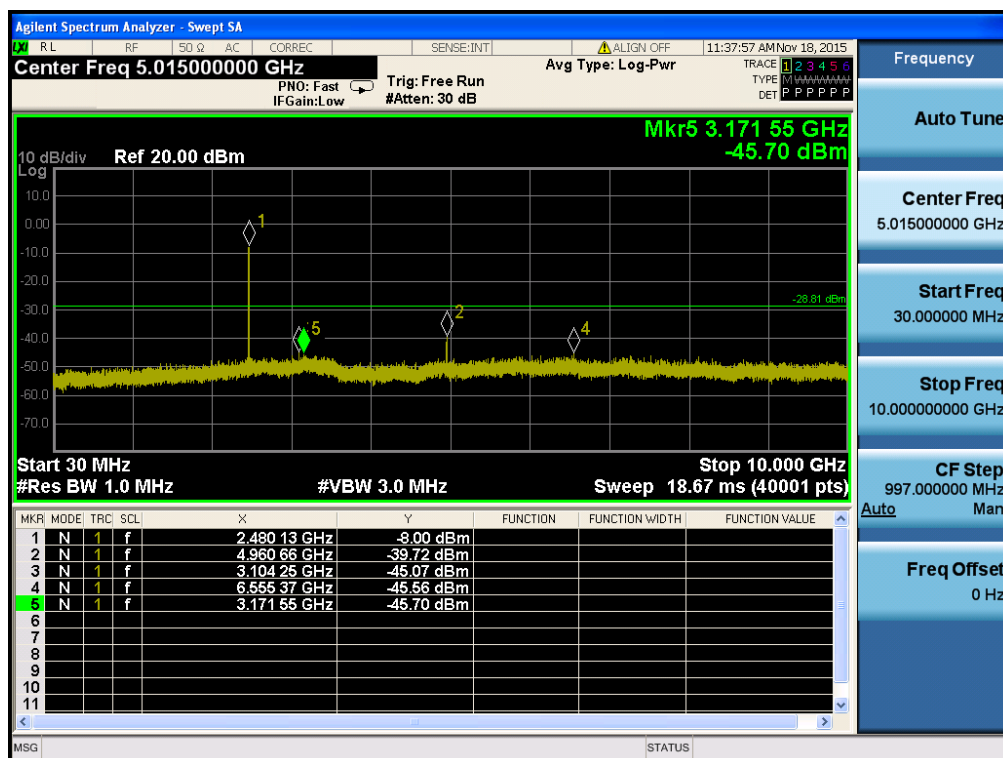 Agilent Spectrum Analyzer - Swept SA
LXI RL RF 50 Ω AC CORREC SENSE:INT ALIGN OFF 11:37:57 AM Nov 18, 2015
Center Freq 5.015000000 GHz
PNO: Fast
IFGain:Low
Trig: Free Run
#Atten: 30 dB
Avg Type: Log-Pwr
TRACE 1 2 3 4 5 6
TYPE M
DET P P P P P P
Mkr5 3.171 55 GHz
-45.70 dBm
10 dB/div Ref 20.00 dBm
Log
10.0
0.00
-10.0
-20.0
-30.0
-40.0
-50.0
-60.0
-70.0
1
2
4
5
-28.81 dBm
Start 30 MHz Stop 10.000 GHz
#Res BW 1.0 MHz #VBW 3.0 MHz Sweep 18.67 ms (40001 pts)
MKR MODE TRC SCL X Y FUNCTION FUNCTION WIDTH FUNCTION VALUE
1 N 1 f 2.480 13 GHz -8.00 dBm
2 N 1 f 4.960 66 GHz -39.72 dBm
3 N 1 f 3.104 25 GHz -45.07 dBm
4 N 1 f 6.555 37 GHz -45.56 dBm
5 N 1 f 3.171 55 GHz -45.70 dBm
6
7
8
9
10
11
MSG STATUS
Frequency
Auto Tune
Center Freq
5.015000000 GHz
Start Freq
30.000000 MHz
Stop Freq
10.000000000 GHz
CF Step
997.000000 MHz
Auto Man
Freq Offset
0 Hz